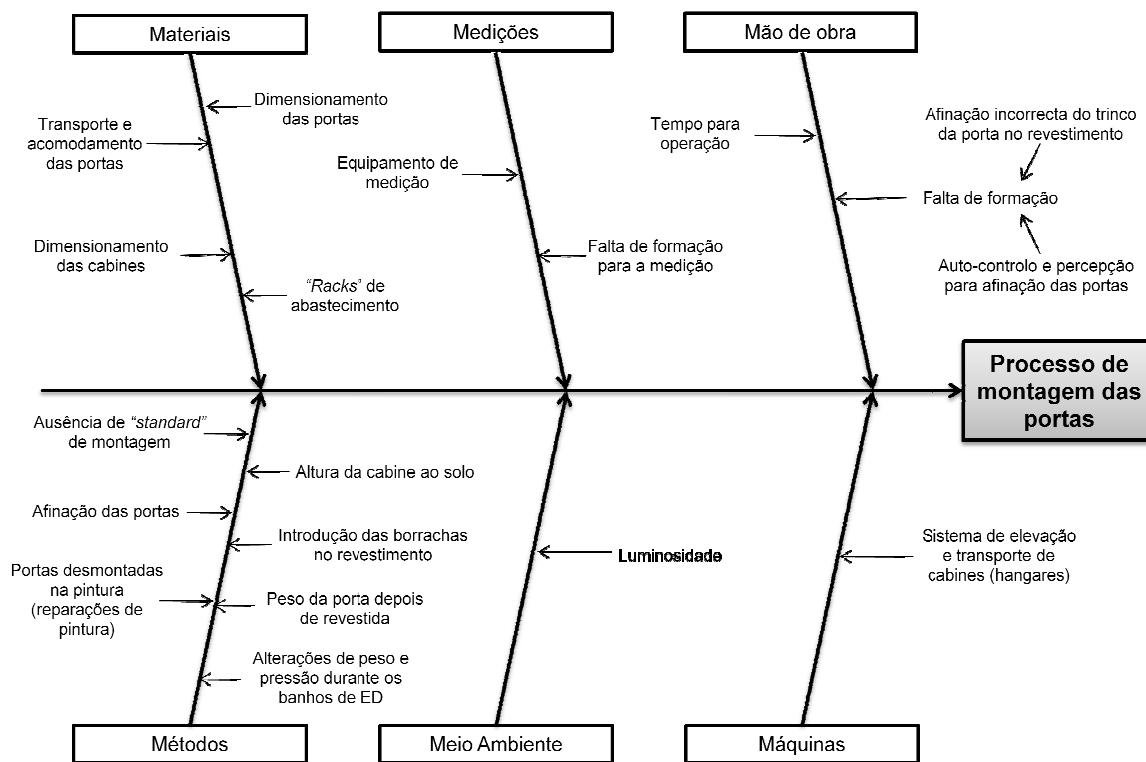 Materiais
Medições
Mão de obra
Dimensionamento
das portas
Transporte e
acomodamento
das portas
Dimensionamento
das cabines
“Racks” de
abastecimento
Equipamento de
medição
Falta de formação
para a medição
Tempo para
operação
Afinação incorrecta do trinco
da porta no revestimento
Falta de formação
Auto-controlo e percepção
para afinação das portas
Processo de
montagem das
portas
Ausência de “standard”
de montagem
Altura da cabine ao solo
Afinação das portas
Introdução das borrachas
no revestimento
Portas desmontadas
na pintura
(reparações de
pintura)
Peso da porta depois
de revestida
Alterações de peso e
pressão durante os
banhos de ED
Luminosidade
Sistema de elevação
e transporte de
cabines (hangares)
Métodos
Meio Ambiente
Máquinas